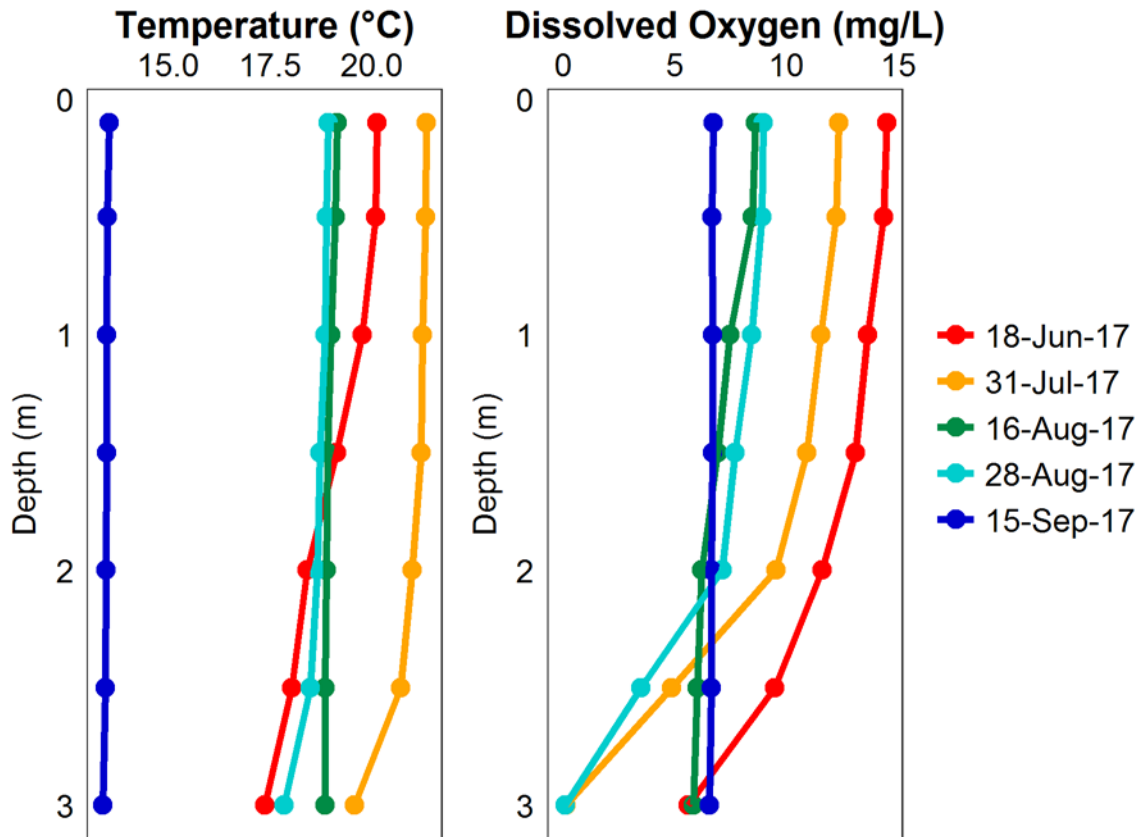 Temperature (°C)
15.0 17.5 20.0
0
1
2
3
Depth (m)
Dissolved Oxygen (mg/L)
0 5 10 15
0
1
2
3
Depth (m)
18-Jun-17
31-Jul-17
16-Aug-17
28-Aug-17
15-Sep-17